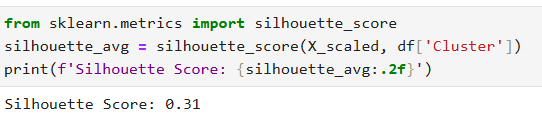 from sklearn.metrics import silhouette_score
silhouette_avg = silhouette_score(X_scaled, df['Cluster'])
print(f'Silhouette Score: {silhouette_avg:.2f}')
Silhouette Score: 0.31